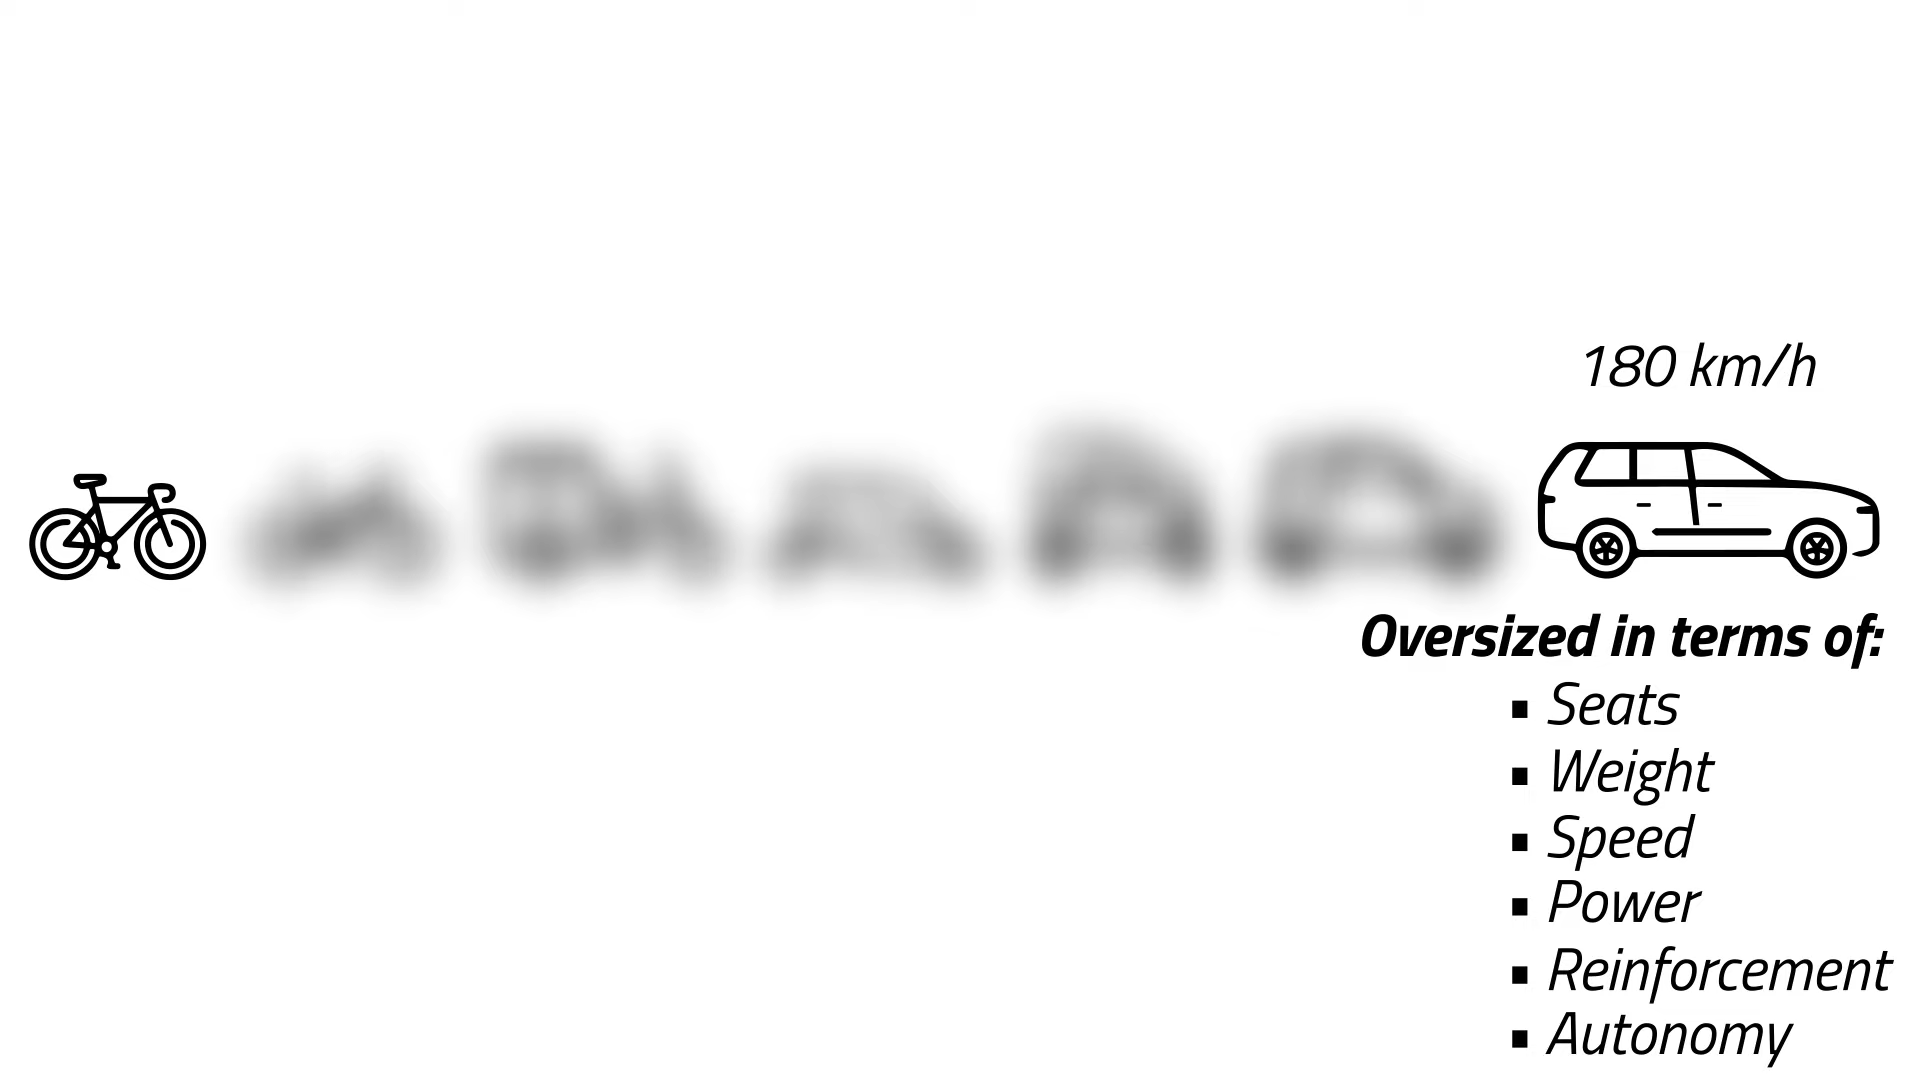 180 km/h
Oversized in terms of:
▪ Seats
▪ Weight
▪ Speed
▪ Power
▪ Reinforcement
▪ Autonomy